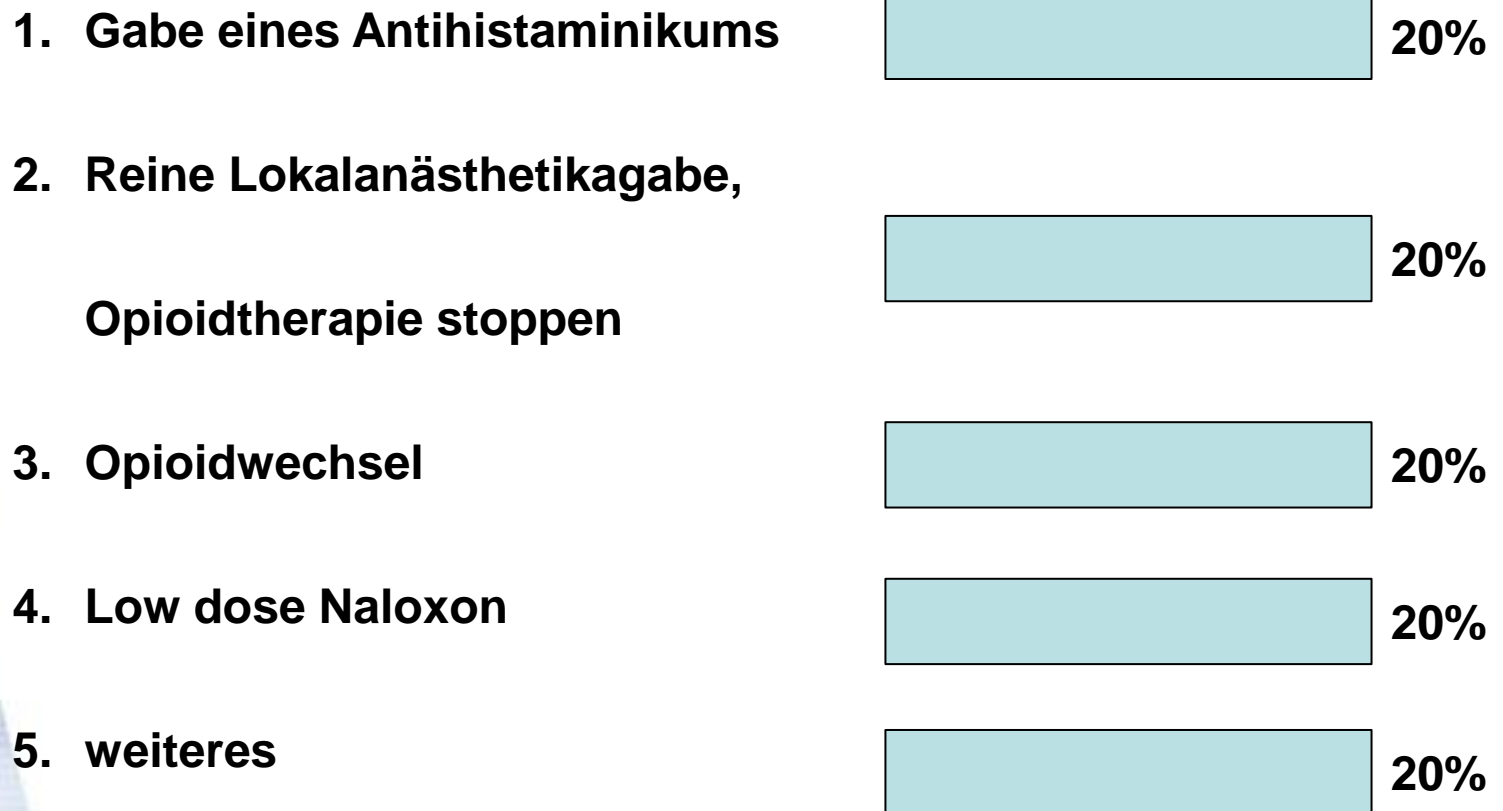 1. Gabe eines Antihistaminikums 20%
2. Reine Lokalanästhetikagabe,
20%
Opioidtherapie stoppen
3. Opioidwechsel 20%
4. Low dose Naloxon 20%
5. weiteres 20%